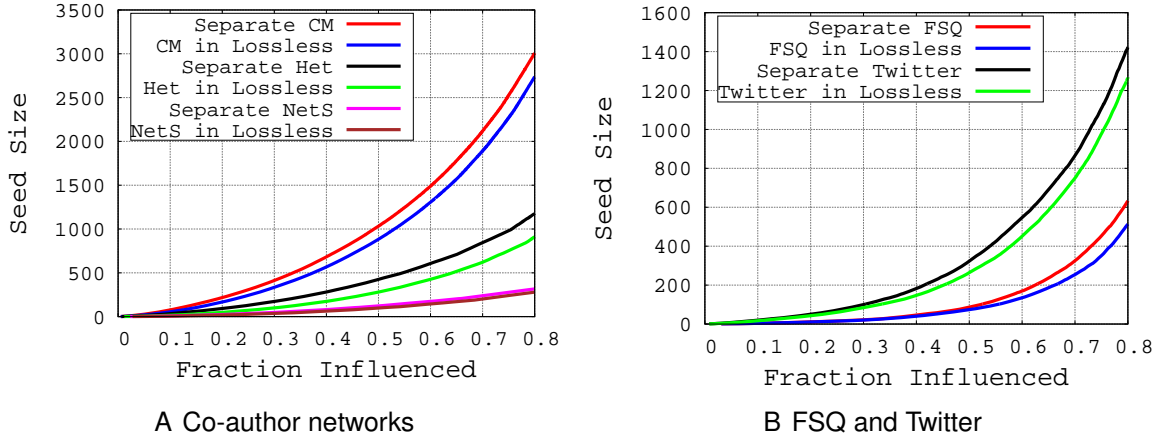 3500
3000
2500
2000
1500
1000
500
0
Seed Size
Separate CM
CM in Lossless
Separate Het
Het in Lossless
Separate NetS
NetS in Lossless
0 0.1 0.2 0.3 0.4 0.5 0.6 0.7 0.8
Fraction Influenced
A Co-author networks
1600
1400
1200
1000
800
600
400
200
0
Seed Size
Separate FSQ
FSQ in Lossless
Separate Twitter
Twitter in Lossless
0 0.1 0.2 0.3 0.4 0.5 0.6 0.7 0.8
Fraction Influenced
B FSQ and Twitter